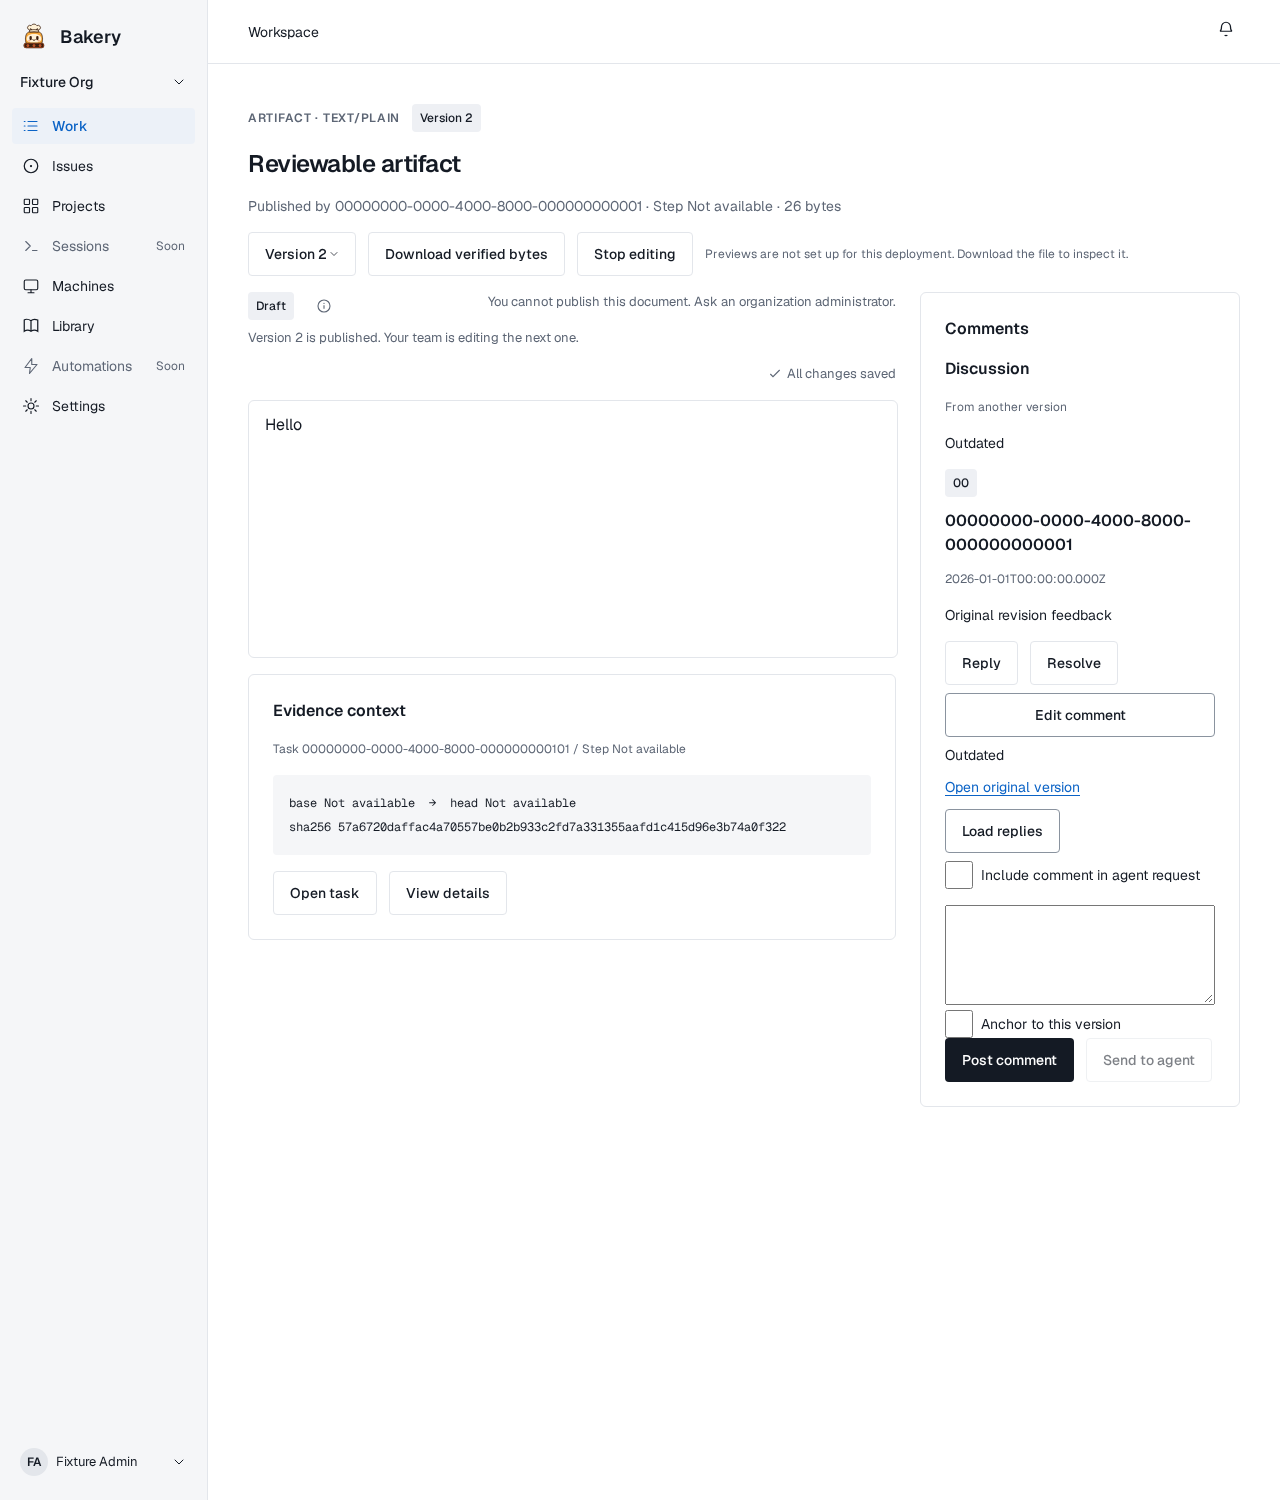 Bakery
Fixture Org
Work
Issues
Projects
Sessions Soon
Machines
Library
Automations Soon
Settings
FA Fixture Admin
Workspace
ARTIFACT · TEXT/PLAIN Version 2
Reviewable artifact
Published by 00000000-0000-4000-8000-000000000001 · Step Not available · 26 bytes
Version 2 Download verified bytes Stop editing Previews are not set up for this deployment. Download the file to inspect it.
Draft You cannot publish this document. Ask an organization administrator.
Version 2 is published. Your team is editing the next one.
All changes saved
Hello
Evidence context
Task 00000000-0000-4000-8000-000000000101 / Step Not available
base Not available → head Not available
sha256 57a6720daffac4a70557be0b2b933c2fd7a331355aafd1c415d96e3b74a0f322
Open task View details
Comments
Discussion
From another version
Outdated
00
00000000-0000-4000-8000-
000000000001
2026-01-01T00:00:00.000Z
Original revision feedback
Reply Resolve
Edit comment
Outdated
Open original version
Load replies
Include comment in agent request
Anchor to this version
Post comment Send to agent